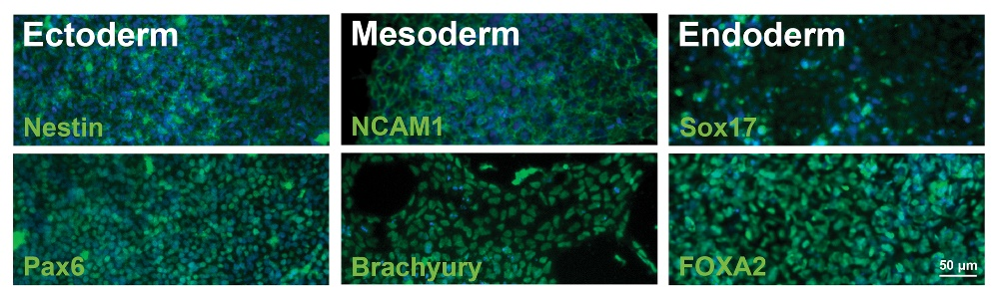 Ectoderm
Mesoderm
Endoderm
Nestin
NCAM1
Sox17
Pax6
Brachyury
FOXA2
50 μm